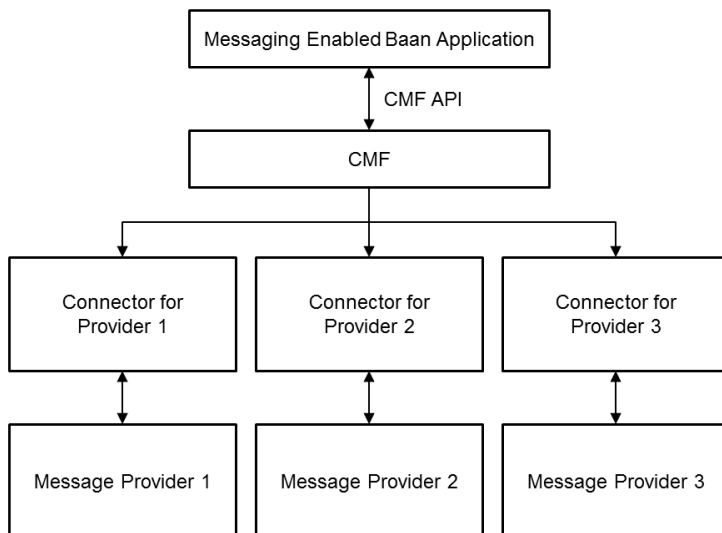 Messaging Enabled Baan Application
CMF API
CMF
Connector for
Provider 1
Connector for
Provider 2
Connector for
Provider 3
Message Provider 1
Message Provider 2
Message Provider 3